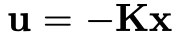 u = −Kx